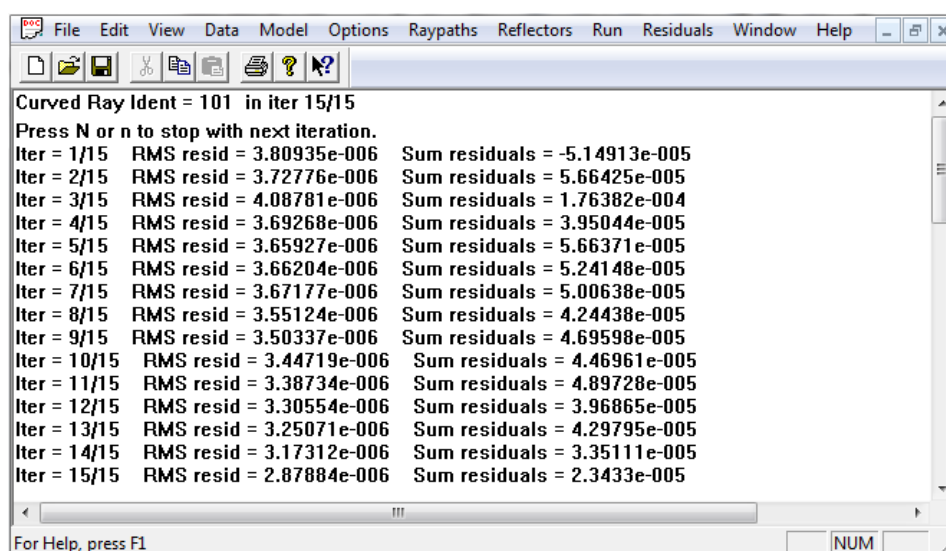 File Edit View Data Model Options Raypaths Reflectors Run Residuals Window Help
Curved Ray Ident = 101 in iter 15/15
Press N or n to stop with next iteration.
Iter = 1/15 RMS resid = 3.80935e-006 Sum residuals = -5.14913e-005
Iter = 2/15 RMS resid = 3.72776e-006 Sum residuals = 5.66425e-005
Iter = 3/15 RMS resid = 4.08781e-006 Sum residuals = 1.76382e-004
Iter = 4/15 RMS resid = 3.69268e-006 Sum residuals = 3.95044e-005
Iter = 5/15 RMS resid = 3.65927e-006 Sum residuals = 5.66371e-005
Iter = 6/15 RMS resid = 3.66204e-006 Sum residuals = 5.24148e-005
Iter = 7/15 RMS resid = 3.67177e-006 Sum residuals = 5.00638e-005
Iter = 8/15 RMS resid = 3.55124e-006 Sum residuals = 4.24438e-005
Iter = 9/15 RMS resid = 3.50337e-006 Sum residuals = 4.69598e-005
Iter = 10/15 RMS resid = 3.44719e-006 Sum residuals = 4.46961e-005
Iter = 11/15 RMS resid = 3.38734e-006 Sum residuals = 4.89728e-005
Iter = 12/15 RMS resid = 3.30554e-006 Sum residuals = 3.96865e-005
Iter = 13/15 RMS resid = 3.25071e-006 Sum residuals = 4.29795e-005
Iter = 14/15 RMS resid = 3.17312e-006 Sum residuals = 3.35111e-005
Iter = 15/15 RMS resid = 2.87884e-006 Sum residuals = 2.3433e-005
For Help, press F1 NUM